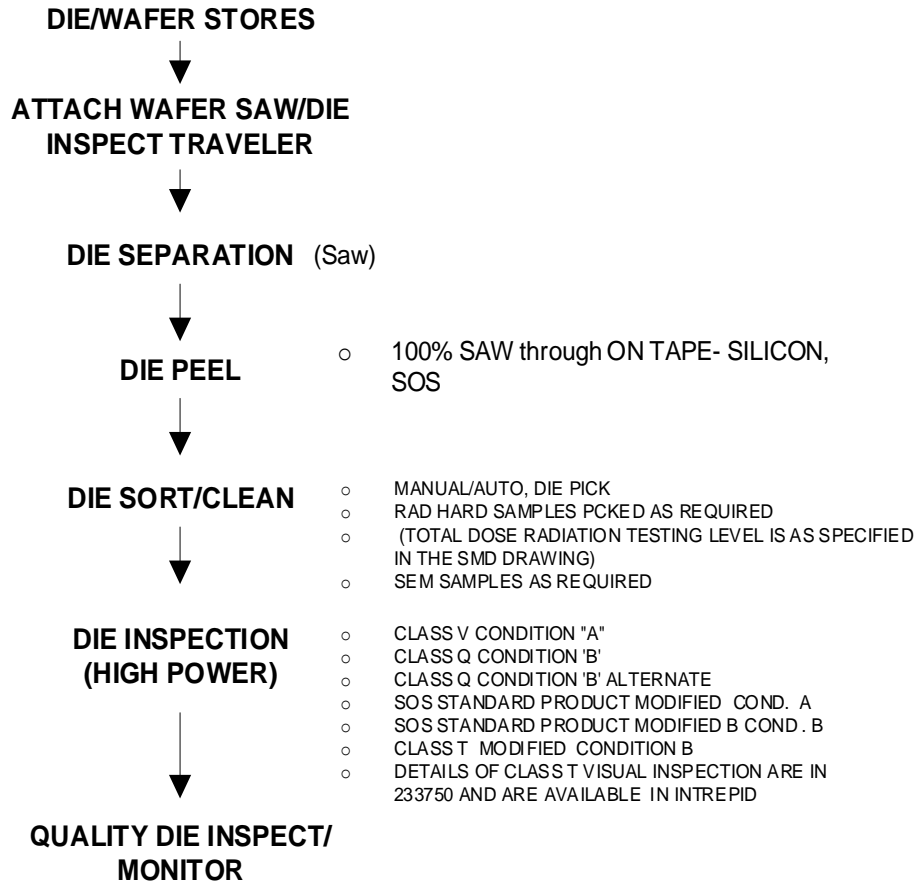 DIE/WAFER STORES
ATTACH WAFER SAW/DIE
INSPECT TRAVELER
DIE SEPARATION (Saw)
DIE PEEL
○ 100% SAW through ON TAPE- SILICON,
SOS
DIE SORT/CLEAN
○ MANUAL/AUTO, DIE PICK
○ RAD HARD SAMPLES PCKED AS REQUIRED
○ (TOTAL DOSE RADIATION TESTING LEVEL IS AS SPECIFIED
IN THE SMD DRAWING)
○ SEM SAMPLES AS REQUIRED
DIE INSPECTION
(HIGH POWER)
○ CLASS V CONDITION "A"
○ CLASS Q CONDITION 'B'
○ CLASS Q CONDITION 'B' ALTERNATE
○ SOS STANDARD PRODUCT MODIFIED COND. A
○ SOS STANDARD PRODUCT MODIFIED B COND . B
○ CLASS T MODIFIED CONDITION B
○ DETAILS OF CLASS T VISUAL INSPECTION ARE IN
233750 AND ARE AVAILABLE IN INTREPID
QUALITY DIE INSPECT/
MONITOR